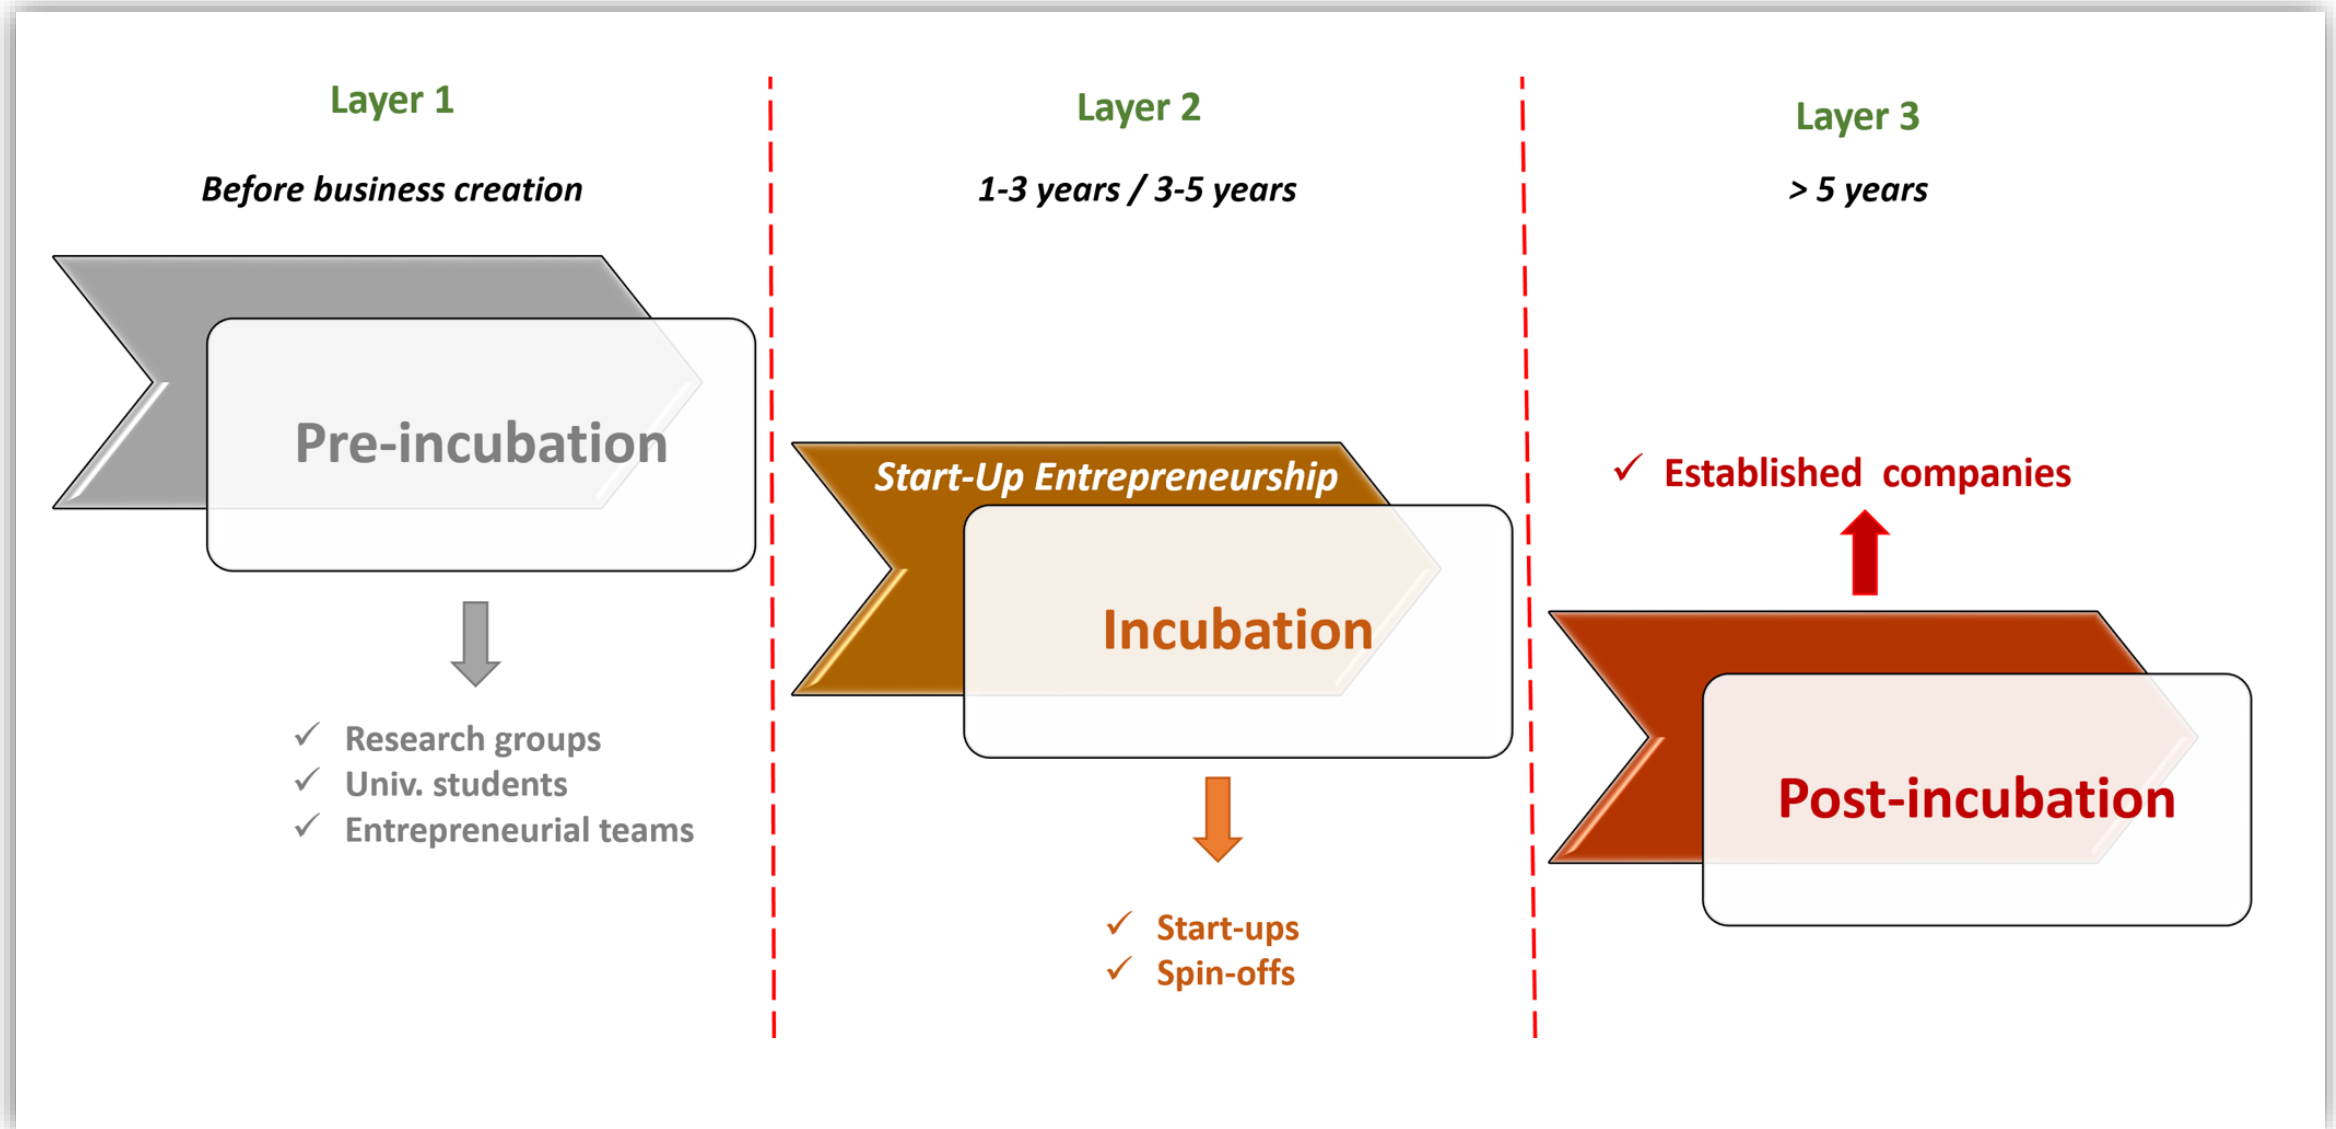 Layer 1
Before business creation
Pre-incubation
Research groups
Univ. students
Entrepreneurial teams
Layer 2
1-3 years / 3-5 years
Start-Up Entrepreneurship
Incubation
Start-ups
Spin-offs
Layer 3
> 5 years
Established companies
Post-incubation